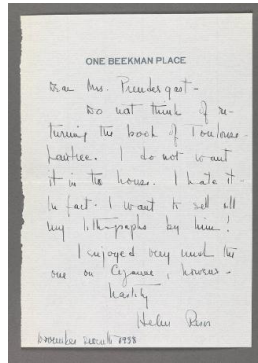 ONE BEEKMAN PLACE
Dear Mrs. Prendergast -
Do not think of re-
turning the book of Toulouse-
Lautrec. I do not want
it in the house. I hate it -
In fact - I want to sell all
my lithographs by him!
I enjoyed very much the
one on Cezanne, however -
Hastily
Helen
November 1938